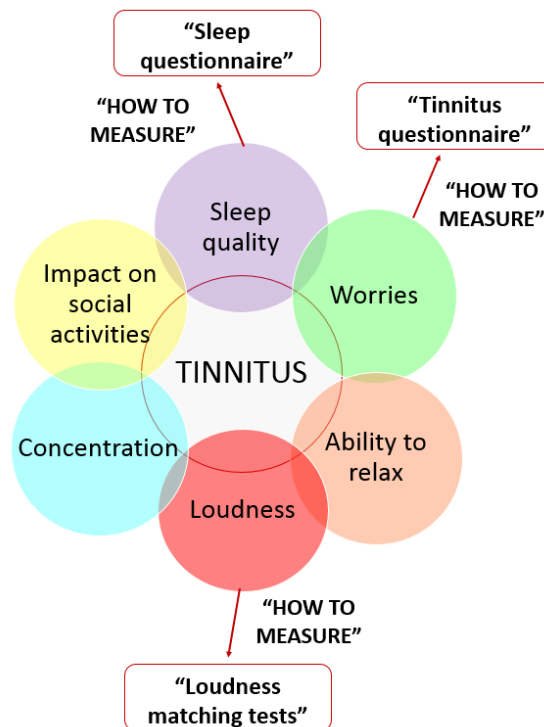 “Sleep
questionnaire”
“HOW TO
MEASURE”
“Tinnitus
questionnaire”
“HOW TO
MEASURE”
Sleep
quality
Impact on
social
activities
Worries
TINNITUS
Concentration
Ability to
relax
Loudness
“HOW TO
MEASURE”
“Loudness
matching tests”